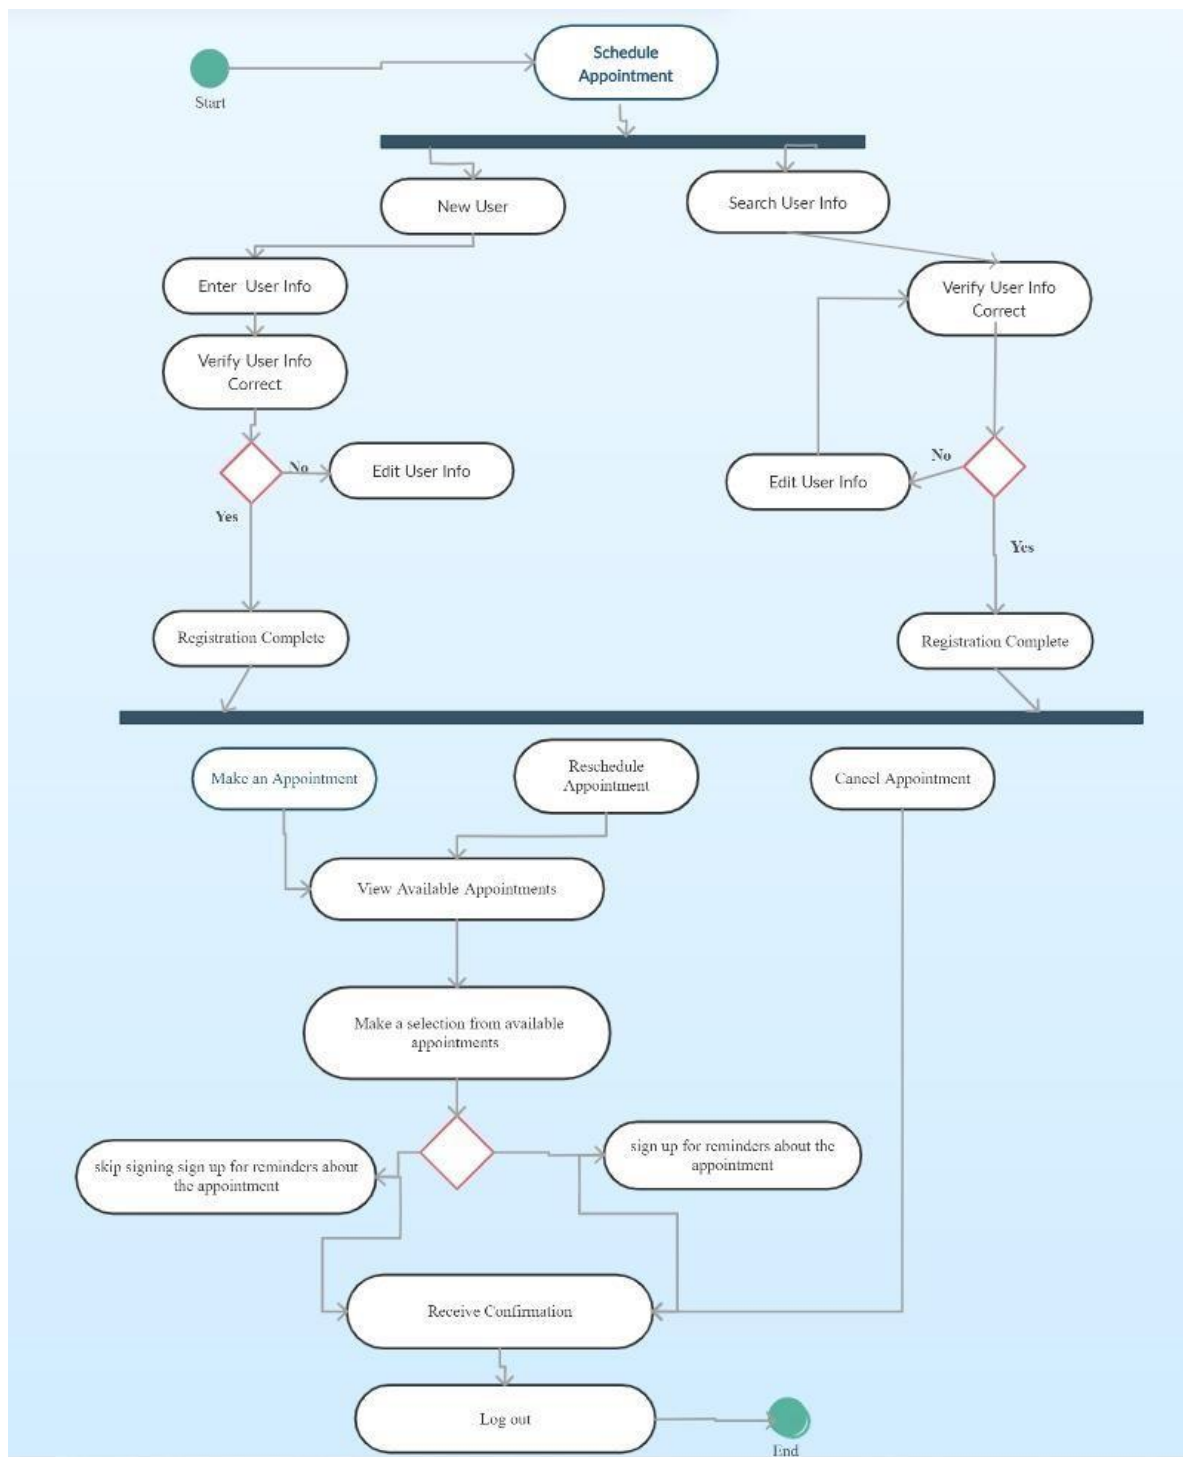 Schedule
Appointment
Start
New User
Search User Info
Enter User Info
Verify User Info
Correct
Verify User Info
Correct
No
Edit User Info
No
Edit User Info
Yes
Yes
Registration Complete
Registration Complete
Make an Appointment
Reschedule
Appointment
Cancel Appointment
View Available Appointments
Make a selection from available
appointments
skip signing sign up for reminders about
the appointment
sign up for reminders about the
appointment
Receive Confirmation
Log out
End